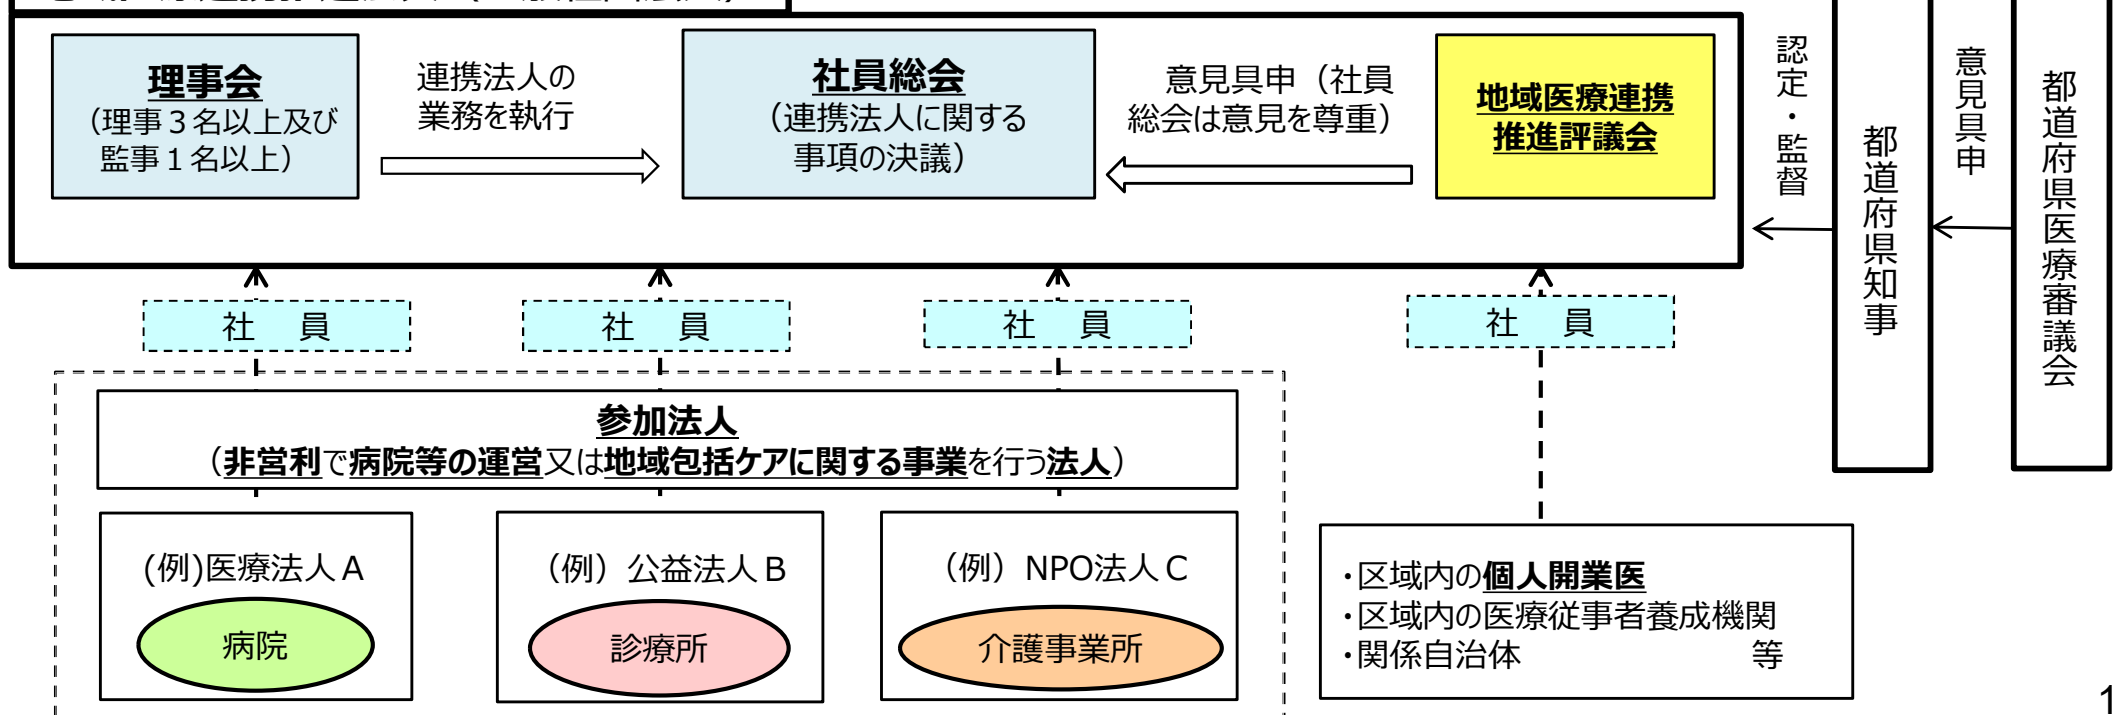 理事会
（理事３名以上及び
監事１名以上）
連携法人の
業務を執行
社員総会
（連携法人に関する
事項の決議）
意見具申（社員
総会は意見を尊重）
地域医療連携
推進評議会
認定・監督
都道府県知事
意見具申
都道府県医療審議会
社　員
社　員
社　員
社　員
参加法人
（非営利で病院等の運営又は地域包括ケアに関する事業を行う法人）
(例)医療法人Ａ
病院
（例）公益法人Ｂ
診療所
（例）NPO法人Ｃ
介護事業所
・区域内の個人開業医
・区域内の医療従事者養成機関
・関係自治体　　　　　　　等
1